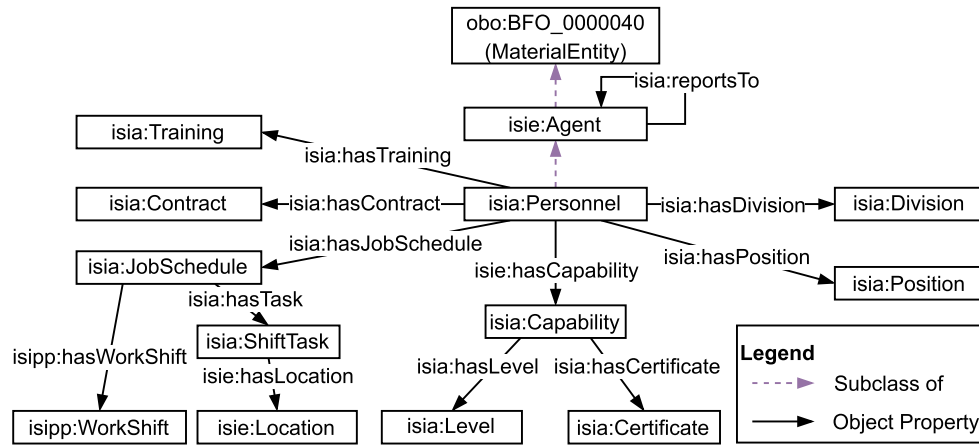 obo:BFO_0000040
(MaterialEntity)
isia:reportsTo
isie:Agent
isia:Training
isia:hasTraining
isia:Contract
isia:hasContract
isia:Personnel
isia:hasDivision
isia:Division
isia:hasJobSchedule
isia:hasPosition
isia:JobSchedule
isie:hasCapability
isia:Position
isia:hasTask
isia:Capability
isia:ShiftTask
isipp:hasWorkShift
isia:hasLevel
isia:hasCertificate
isie:hasLocation
isipp:WorkShift
isie:Location
isia:Level
isia:Certificate
Legend
Subclass of
Object Property